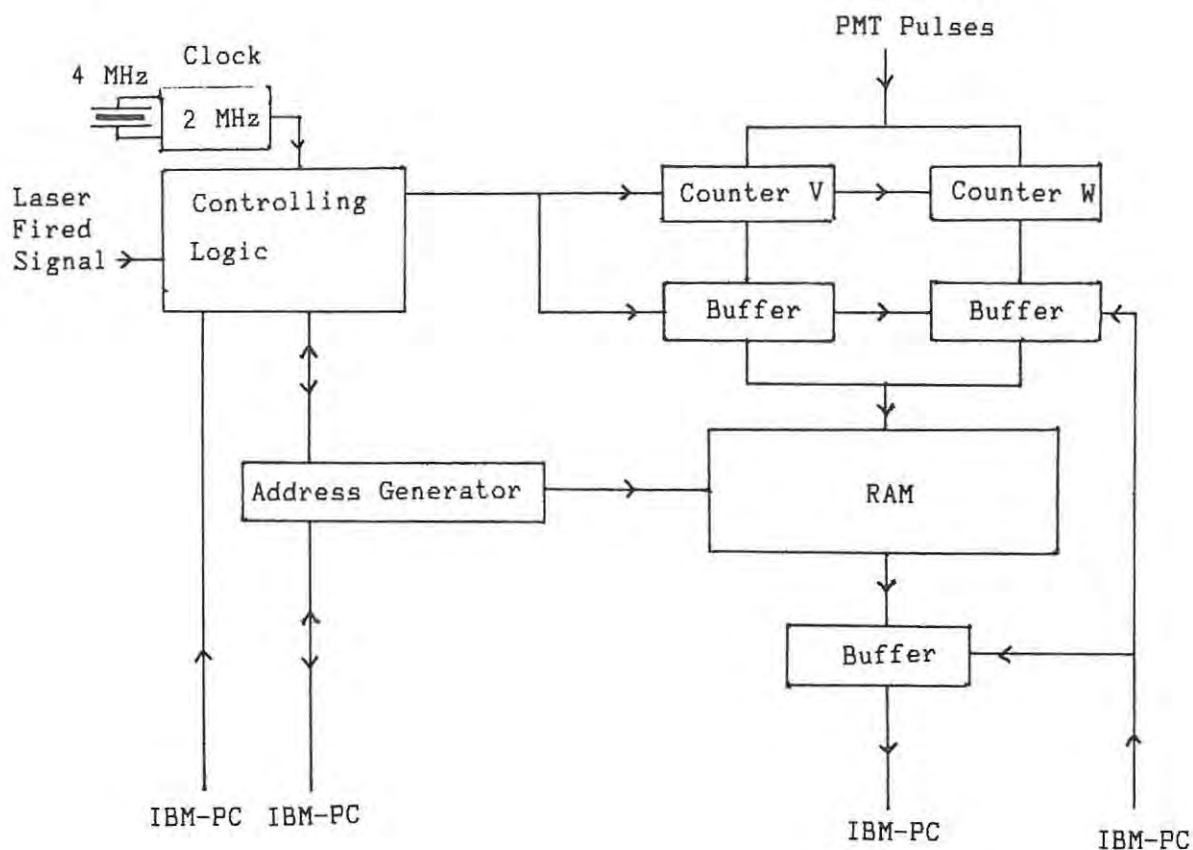 PMT Pulses
Clock
4 MHz
2 MHz
Laser
Fired
Signal
Controlling
Logic
Counter V
Counter W
Buffer
Buffer
Address Generator
RAM
Buffer
IBM-PC
IBM-PC
IBM-PC
IBM-PC